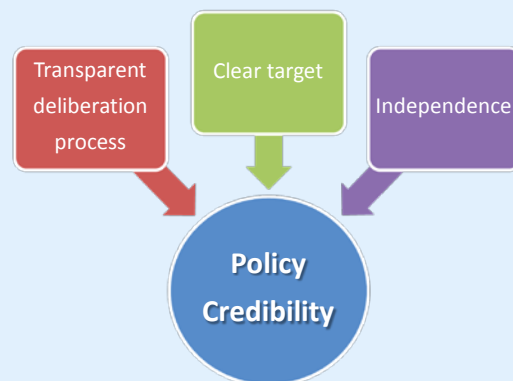 Transparent
deliberation
process
Clear target
Independence
Policy
Credibility